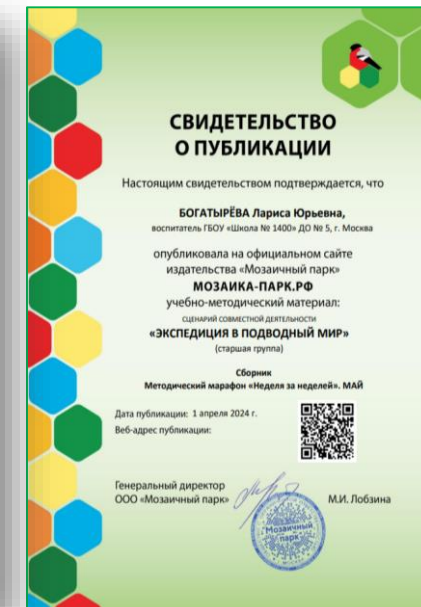 СВИДЕТЕЛЬСТВО
О ПУБЛИКАЦИИ
Настоящим свидетельством подтверждается, что
БОГАТЫРЁВА Лариса Юрьевна,
воспитатель ГБОУ «Школа № 1400» ДО № 5, г. Москва
опубликовала на официальном сайте
издательства «Мозаичный парк»
МОЗАИКА-ПАРК.РФ
учебно-методический материал:
СЦЕНАРИЙ СОВМЕСТНОЙ ДЕЯТЕЛЬНОСТИ
«ЭКСПЕДИЦИЯ В ПОДВОДНЫЙ МИР»
(старшая группа)
Сборник
Методический марафон «Неделя за неделей». МАЙ
Дата публикации: 1 апреля 2024 г.
Веб-адрес публикации:
Генеральный директор
ООО «Мозаичный парк»
М.И. Лобзина
Мозаичный
парк